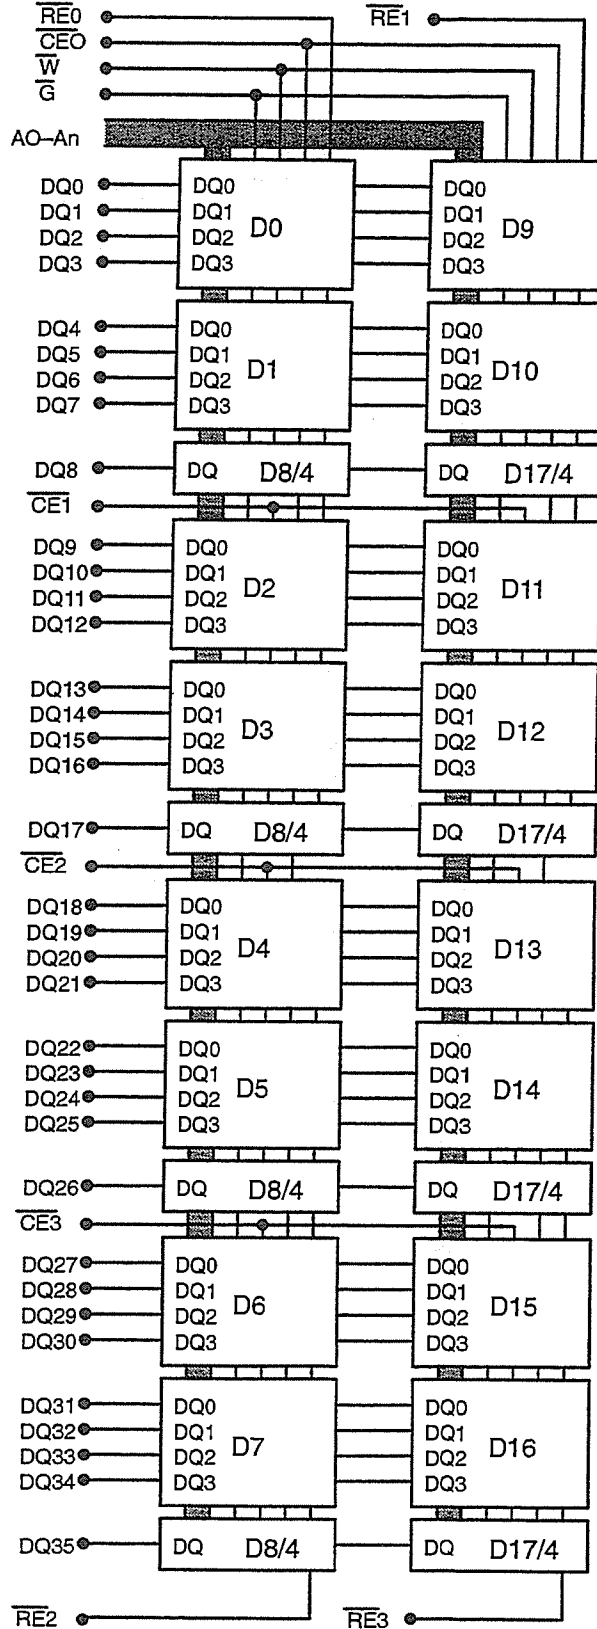 RE0 RE1
CEO
W
G
AO–An
DQ0 DQ0 D0 DQ0 D9
DQ1 DQ1 DQ1
DQ2 DQ2 DQ2
DQ3 DQ3 DQ3
DQ4 DQ0 D1 DQ0 D10
DQ5 DQ1 DQ1
DQ6 DQ2 DQ2
DQ7 DQ3 DQ3
DQ8 DQ D8/4 DQ D17/4
CE1
DQ9 DQ0 D2 DQ0 D11
DQ10 DQ1 DQ1
DQ11 DQ2 DQ2
DQ12 DQ3 DQ3
DQ13 DQ0 D3 DQ0 D12
DQ14 DQ1 DQ1
DQ15 DQ2 DQ2
DQ16 DQ3 DQ3
DQ17 DQ D8/4 DQ D17/4
CE2
DQ18 DQ0 D4 DQ0 D13
DQ19 DQ1 DQ1
DQ20 DQ2 DQ2
DQ21 DQ3 DQ3
DQ22 DQ0 D5 DQ0 D14
DQ23 DQ1 DQ1
DQ24 DQ2 DQ2
DQ25 DQ3 DQ3
DQ26 DQ D8/4 DQ D17/4
CE3
DQ27 DQ0 D6 DQ0 D15
DQ28 DQ1 DQ1
DQ29 DQ2 DQ2
DQ30 DQ3 DQ3
DQ31 DQ0 D7 DQ0 D16
DQ32 DQ1 DQ1
DQ33 DQ2 DQ2
DQ34 DQ3 DQ3
DQ35 DQ D8/4 DQ D17/4
RE2 RE3